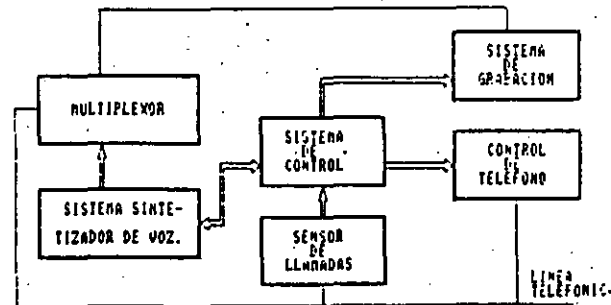 SISTEMA
DE
GRABACION
MULTIPLEXOR
SISTEMA
DE
CONTROL
CONTROL
DE
TELEFONO
SISTEMA SINTE-
TIZADOR DE VOZ.
SENSOR
DE
LLAMADAS
LINEA
TELEFONIC.